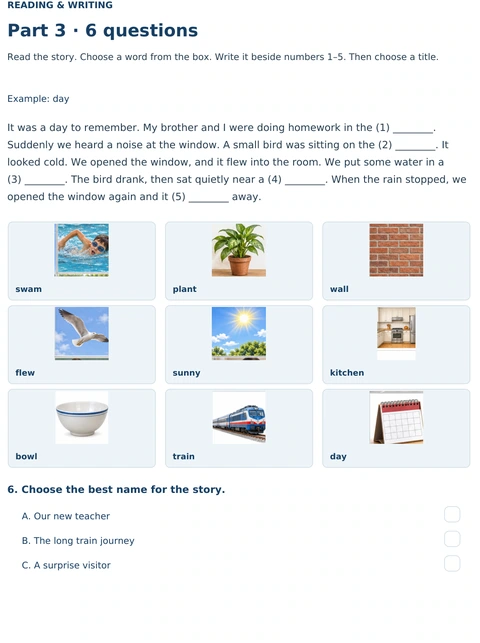 READING & WRITING
Part 3 · 6 questions
Read the story. Choose a word from the box. Write it beside numbers 1–5. Then choose a title.
Example: day
It was a day to remember. My brother and I were doing homework in the (1) ________.
Suddenly we heard a noise at the window. A small bird was sitting on the (2) ________. It
looked cold. We opened the window, and it flew into the room. We put some water in a
(3) ________. The bird drank, then sat quietly near a (4) ________. When the rain stopped, we
opened the window again and it (5) ________ away.
swam
plant
wall
flew
sunny
kitchen
bowl
train
day
6. Choose the best name for the story.
A. Our new teacher
B. The long train journey
C. A surprise visitor